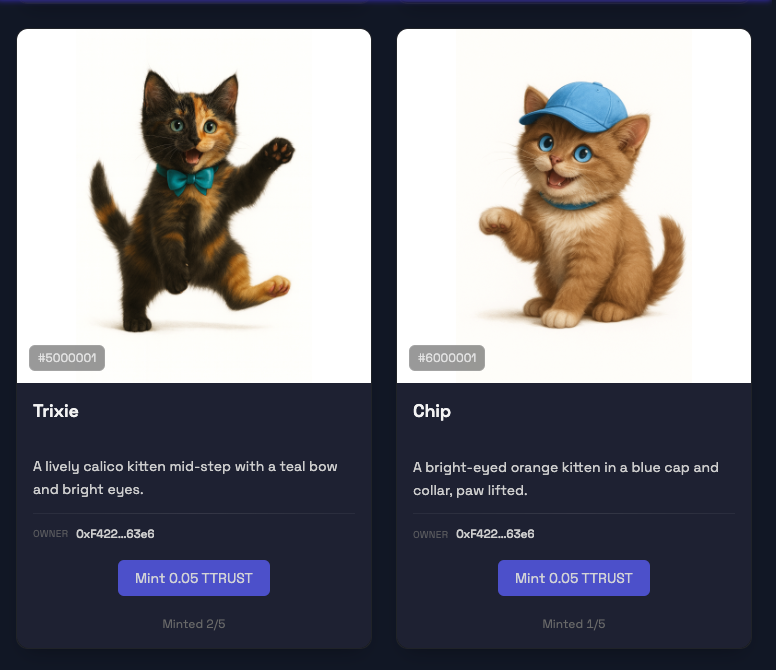 #5000001
Trixie
A lively calico kitten mid-step with a teal bow
and bright eyes.
OWNER 0xF422...63e6
Mint 0.05 TTRUST
Minted 2/5
#6000001
Chip
A bright-eyed orange kitten in a blue cap and
collar, paw lifted.
OWNER 0xF422...63e6
Mint 0.05 TTRUST
Minted 1/5